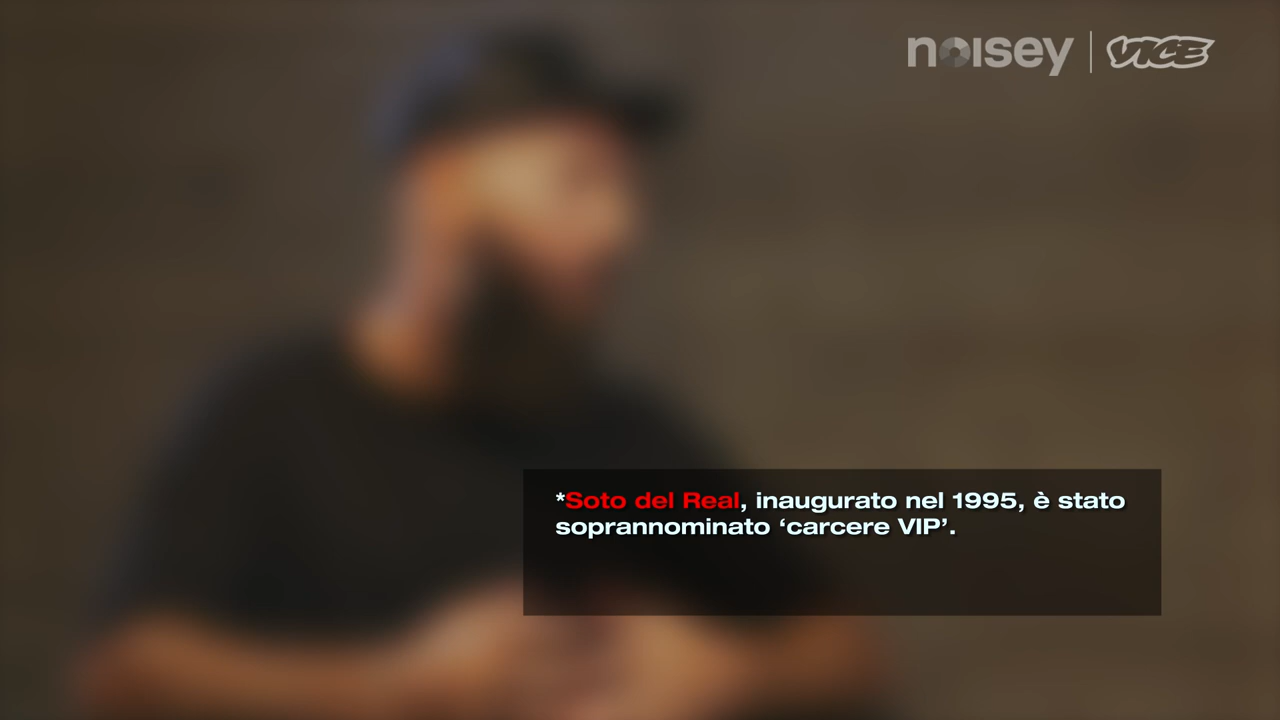 noisey | VICE
*Soto del Real, inaugurato nel 1995, è stato
soprannominato ‘carcere VIP’.